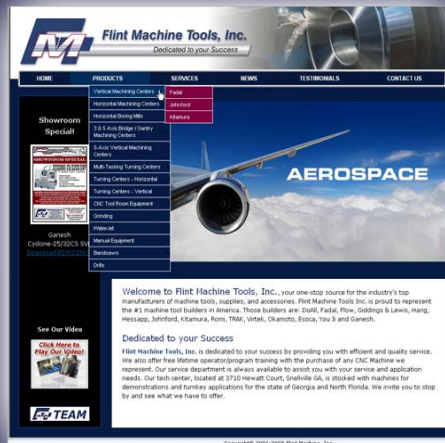 FM
Flint Machine Tools, Inc.
Dedicated to your Success
HOME PRODUCTS SERVICES NEWS TESTIMONIALS CONTACT US
Vertical Machining Centers
Fadal
Horizontal Machining Centers
Johnford
Horizontal Boring Mills
Kitamura
3 & 5 Axis Bridge / Gantry
Machining Centers
5-Axis Vertical Machining
Centers
Multi-Tasking Turning Centers
Turning Centers - Horizontal
Turning Centers - Vertical
CNC Tool Room Equipment
Grinding
WaterJet
Manual Equipment
Bandsaws
Drills
Showroom
Special!
SHOWROOM SPECIAL
Ganesh
Cyclone-25/32CS
AEROSPACE
See Our Video
Click Here to
Play Our Video!
TEAM
Welcome to Flint Machine Tools, Inc., your one-stop source for the industry's top
manufacturers of machine tools, supplies, and accessories. Flint Machine Tools Inc. is proud to represent
the #1 machine tool builders in America. Those builders are: DoAll, Fadal, Flow, Giddings & Lewis, Harig,
Hessapp, Johnford, Kitamura, Romi, TRAK, Virtek, Okamoto, Ecoca, You Ji and Ganesh.
Dedicated to your Success
Flint Machine Tools, Inc. is dedicated to your success by providing you with efficient and quality service.
We also offer free lifetime operator/program training with the purchase of any CNC Machine we
represent. Our service department is always available to assist you with your service and application
needs. Our tech center, located at 3710 Hewatt Court, Snellville GA, is stocked with machines for
demonstrations and turnkey applications for the state of Georgia and North Florida. We invite you to stop
by and see what we have to offer.